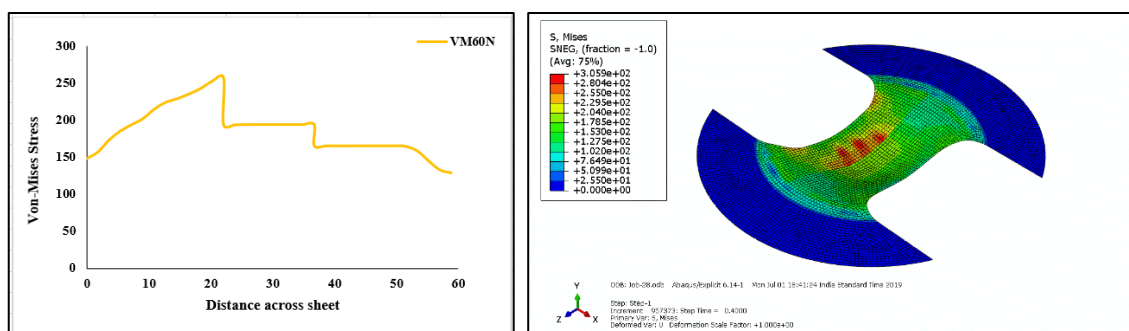 300
250
200
150
100
50
0
0 10 20 30 40 50 60
Von-Mises Stress
Distance across sheet
VM60N
S, Mises
SNEG, (fraction = -1.0)
(Avg: 75%)
+3.059e+02
+2.804e+02
+2.550e+02
+2.295e+02
+2.040e+02
+1.785e+02
+1.530e+02
+1.275e+02
+1.020e+02
+7.649e+01
+5.099e+01
+2.550e+01
+0.000e+00
Y
Z X
ODB: Job-28.odb Abaqus/Explicit 6.14-1 Mon Jul 01 18:41:24 India Standard Time 2019
Step: Step-1
Increment 957373: Step Time = 0.4000
Primary Var: S, Mises
Deformed Var: U Deformation Scale Factor: +1.000e+00